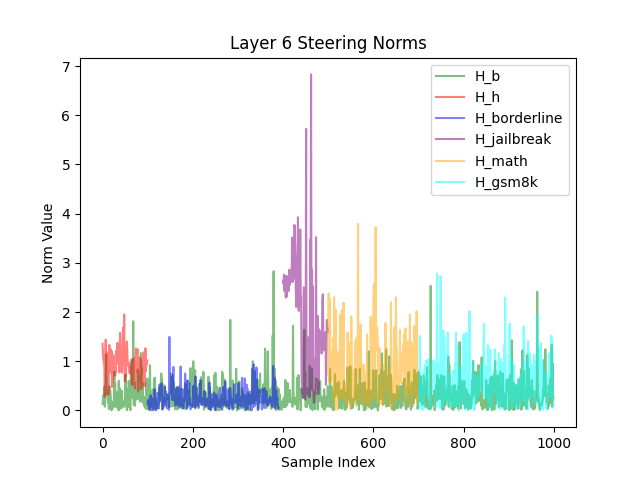 Layer 6 Steering Norms
7
6
5
4
3
2
1
0
Norm Value
H_b
H_h
H_borderline
H_jailbreak
H_math
H_gsm8k
0 200 400 600 800 1000
Sample Index